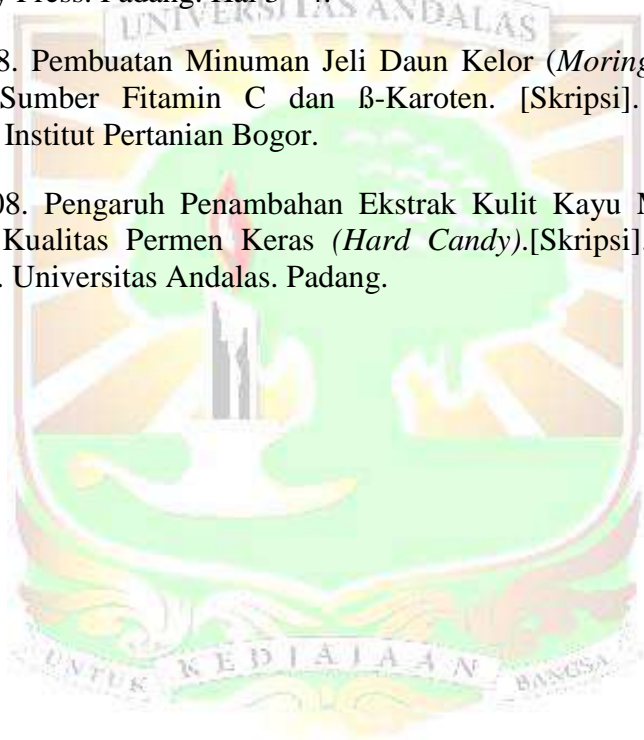 Press. Padang. Hal 3
UNIVERSITAS ANDALAS
8. Pembuatan Minuman Jeli Daun Kelor (Moring
Sumber Fitamin C dan ß-Karoten. [Skripsi].
Institut Pertanian Bogor.
08. Pengaruh Penambahan Ekstrak Kulit Kayu M
Kualitas Permen Keras (Hard Candy).[Skripsi].
. Universitas Andalas. Padang.
UNTUK KEDJAJAAN BANGSA